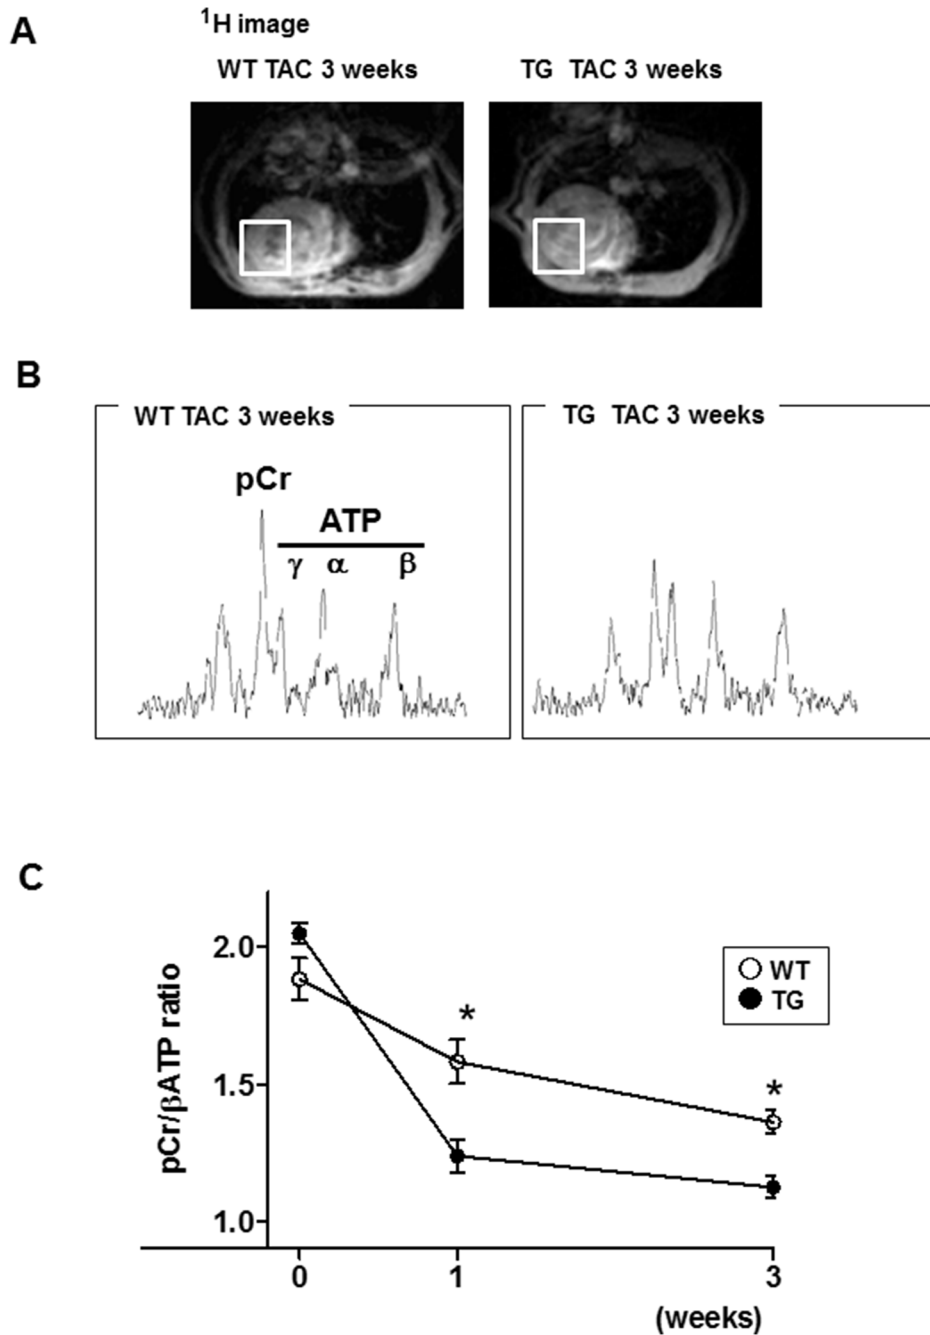 A
¹H image
WT TAC 3 weeks
TG TAC 3 weeks
B
WT TAC 3 weeks
TG TAC 3 weeks
pCr
ATP
γ α β
C
pCr/βATP ratio
2.0
1.5
1.0
*
*
WT
TG
0 1 3
(weeks)